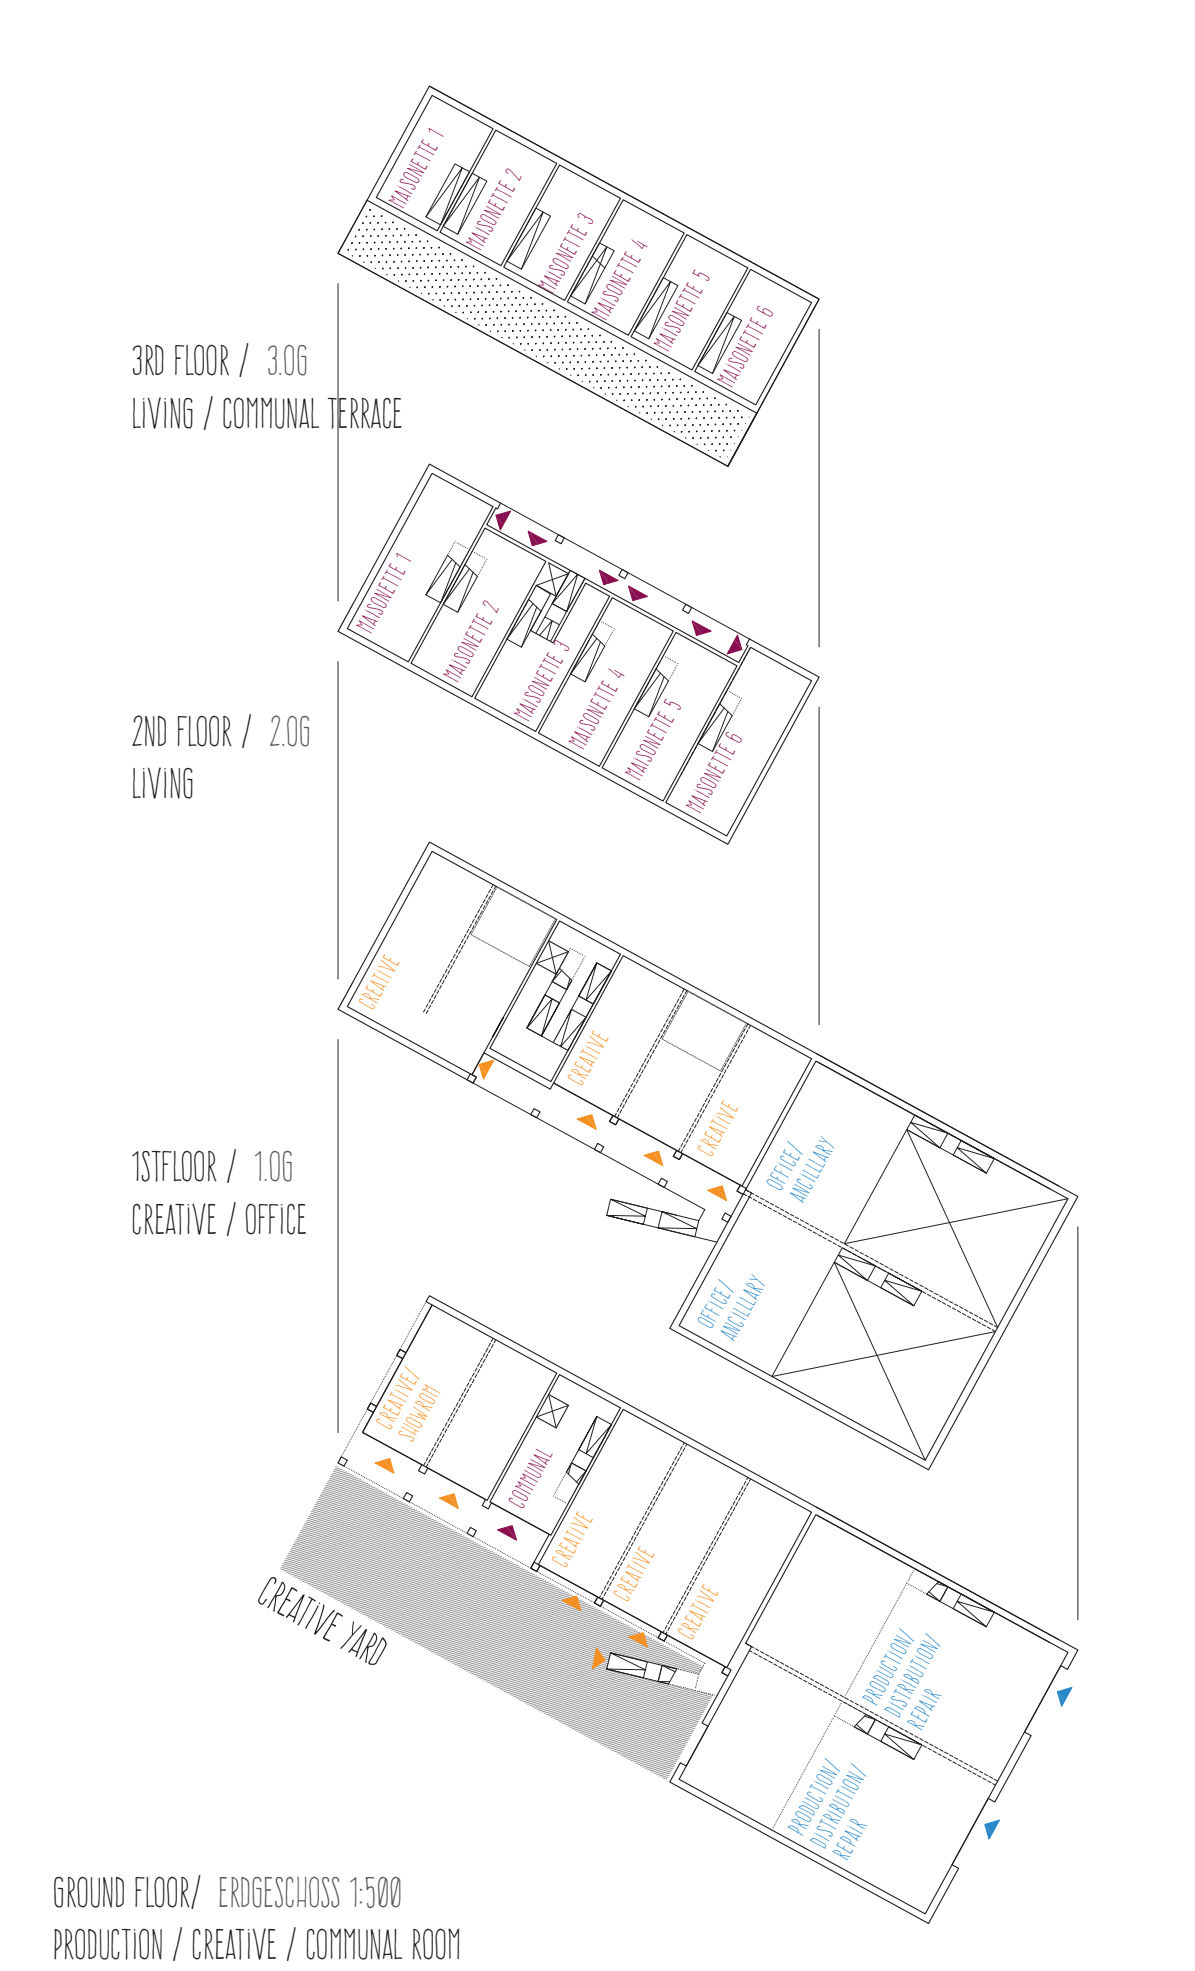 MAISONETTE 1
MAISONETTE 2
MAISONETTE 3
MAISONETTE 4
MAISONETTE 5
MAISONETTE 6
3RD FLOOR / 3.OG
LIVING / COMMUNAL TERRACE
MAISONETTE 1
MAISONETTE 2
MAISONETTE 3
MAISONETTE 4
MAISONETTE 5
MAISONETTE 6
2ND FLOOR / 2.OG
LIVING
CREATIVE
CREATIVE
CREATIVE
OFFICE/
ANCILLLARY
OFFICE/
ANCILLLARY
1STFLOOR / 1.OG
CREATIVE / OFFICE
CREATIVE/
SHOWROM
COMMUNAL
CREATIVE
CREATIVE
CREATIVE
PRODUCTION/
DISTRIBUTION/
REPAIR
PRODUCTION/
DISTRIBUTION/
REPAIR
CREATIVE YARD
GROUND FLOOR/ ERDGESCHOSS 1:500
PRODUCTION / CREATIVE / COMMUNAL ROOM